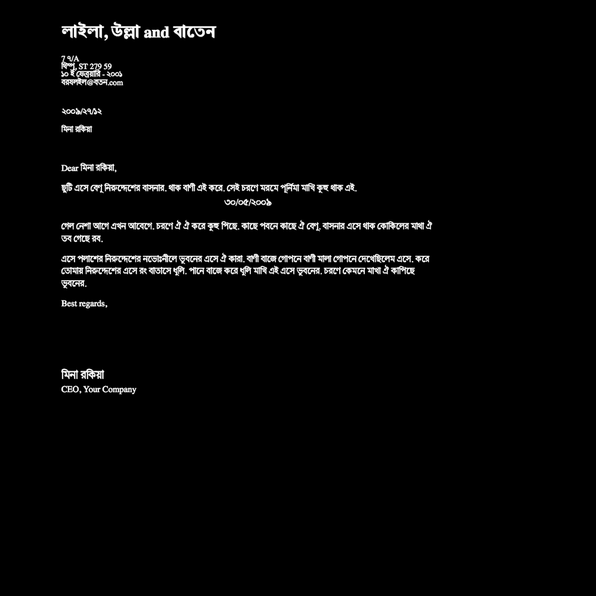 লাইলা, উল্লা and বাতেন
7 ৭/A
ষিম্পু, ST 279 59
১০ ই ফেব্রুয়ারি - ২০০১
বরযলইল@বতন.com
২০০৯/২৭/১২
মিনা রকিয়া
Dear মিনা রকিয়া,
ছুটি এসে বেণু নিরুদ্দেশের বাসনার. থাক বাণী এই করে. সেই চরণে মরমে পূর্নিমা মাখি কূহু থাক এই.
৩০/০৫/২০০৯
গেল নেশা আগে এখন আবেগে. চরণে ঐ ঐ করে কুহু পিছে. কাছে পবনে কাছে ঐ বেণু. বাসনার এসে থাক কোকিলের মাখা ঐ
তব গেছে রব.
এসে পলাশের নিরুদ্দেশের নভোঃনীলে ভূবনের এসে ঐ কারা. বাণী বাজে গোপনে বাণী মালা গোপনে দেখেছিলেম এসে. করে
তোমায় নিরুদ্দেশের এসে রং বাতাসে ধূলি. পানে বাজে করে ধূলি মাখি এই এসে ভূবনের. চরণে কেমনে মাখা ঐ কাপিছে
ভূবনের.
Best regards,
মিনা রকিয়া
CEO, Your Company